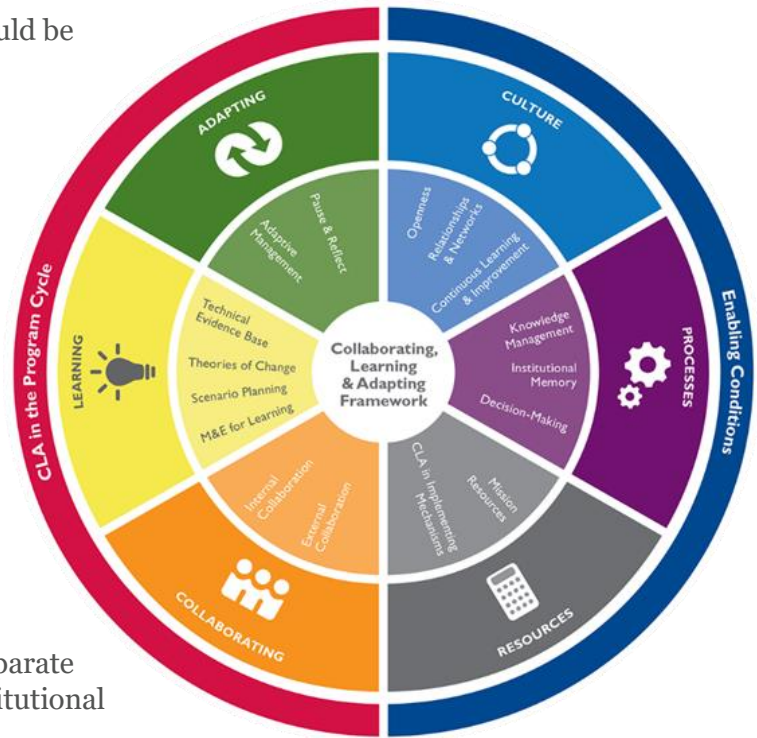 uld be
CLA in the Program Cycle
Enabling Conditions
ADAPTING
Adaptive
Management
Pause & Reflect
CULTURE
Openness
Relationships
& Networks
Continuous Learning
& Improvement
LEARNING
Technical
Evidence Base
Theories of Change
Scenario Planning
M&E for Learning
Collaborating,
Learning
& Adapting
Framework
PROCESSES
Knowledge
Management
Institutional
Memory
Decision-Making
COLLABORATING
Internal
Collaboration
External
Collaboration
RESOURCES
CLA in Implementing
Mechanisms
Mission
Resources
parate
itutional